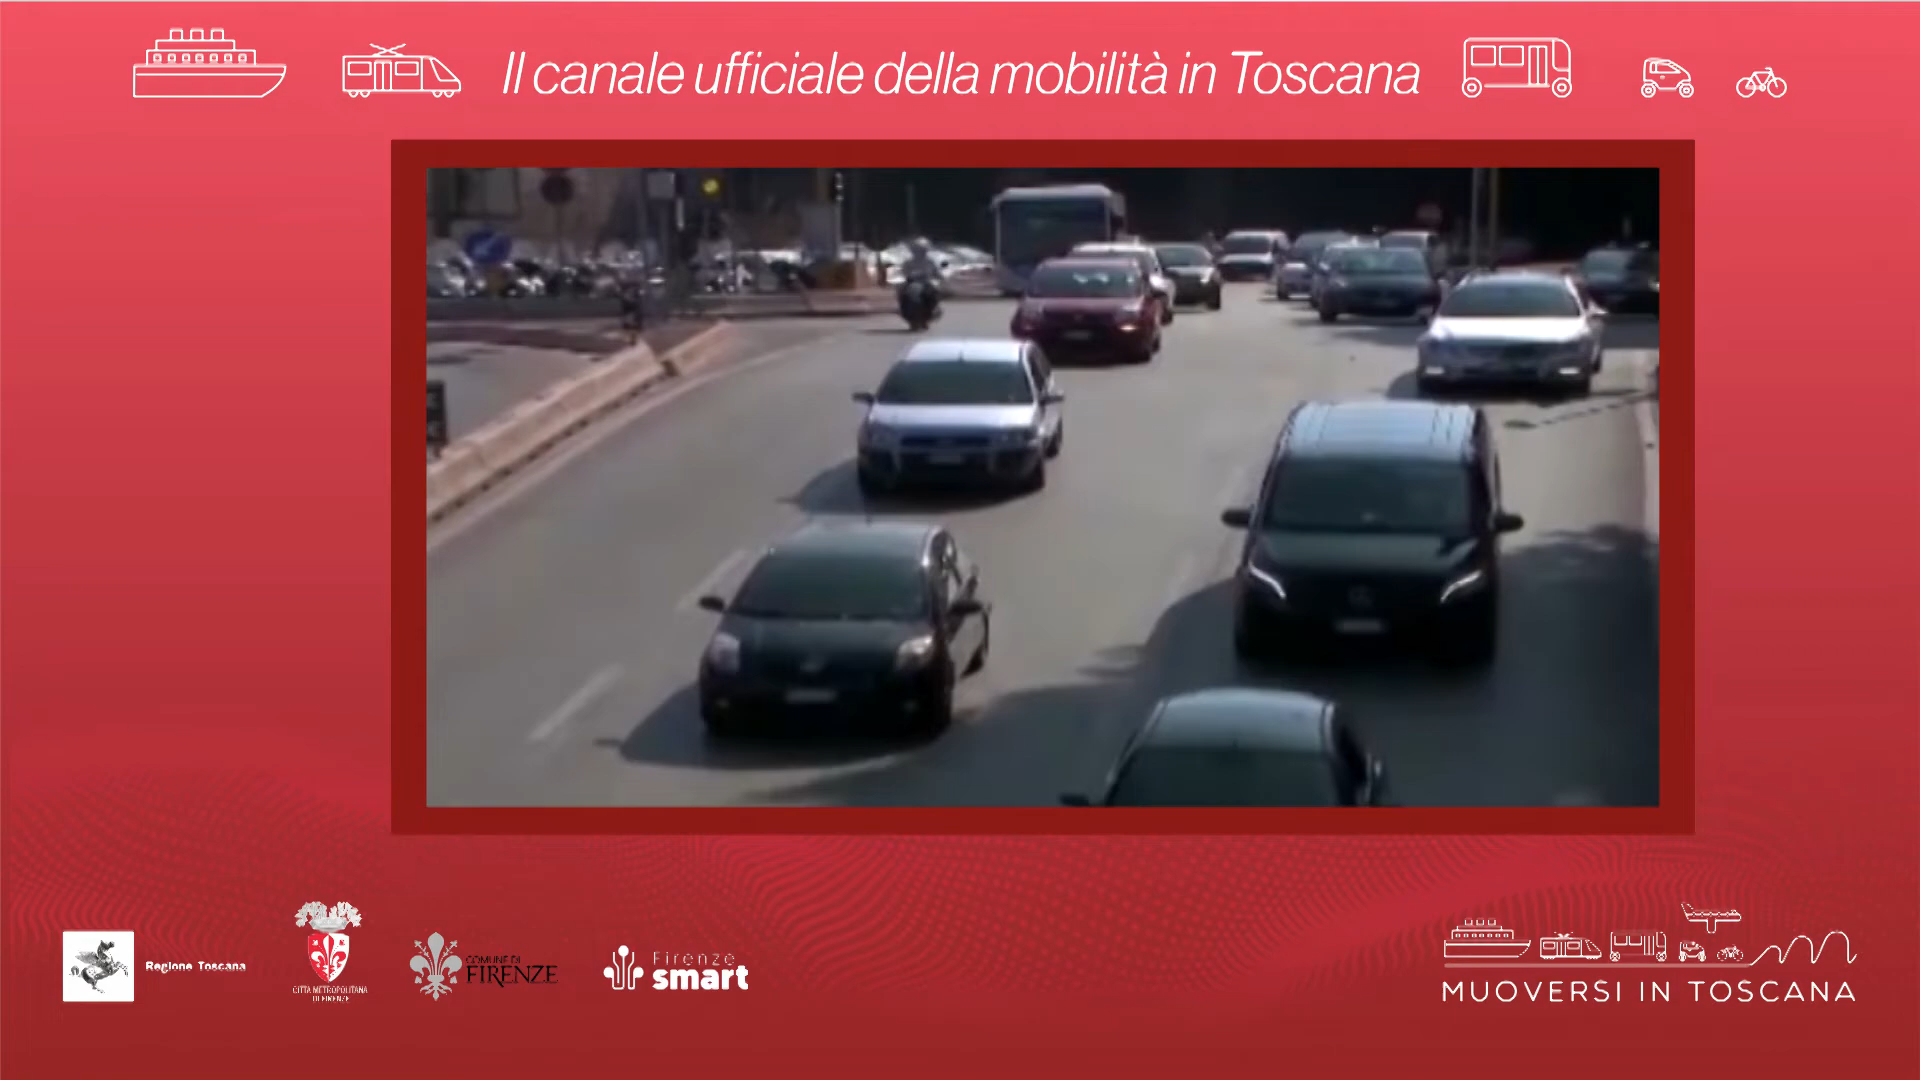 Il canale ufficiale della mobilità in Toscana
Regione Toscana
CITTÀ METROPOLITANA
DI FIRENZE
COMUNE DI
FIRENZE
Firenze
smart
MUOVERSI IN TOSCANA